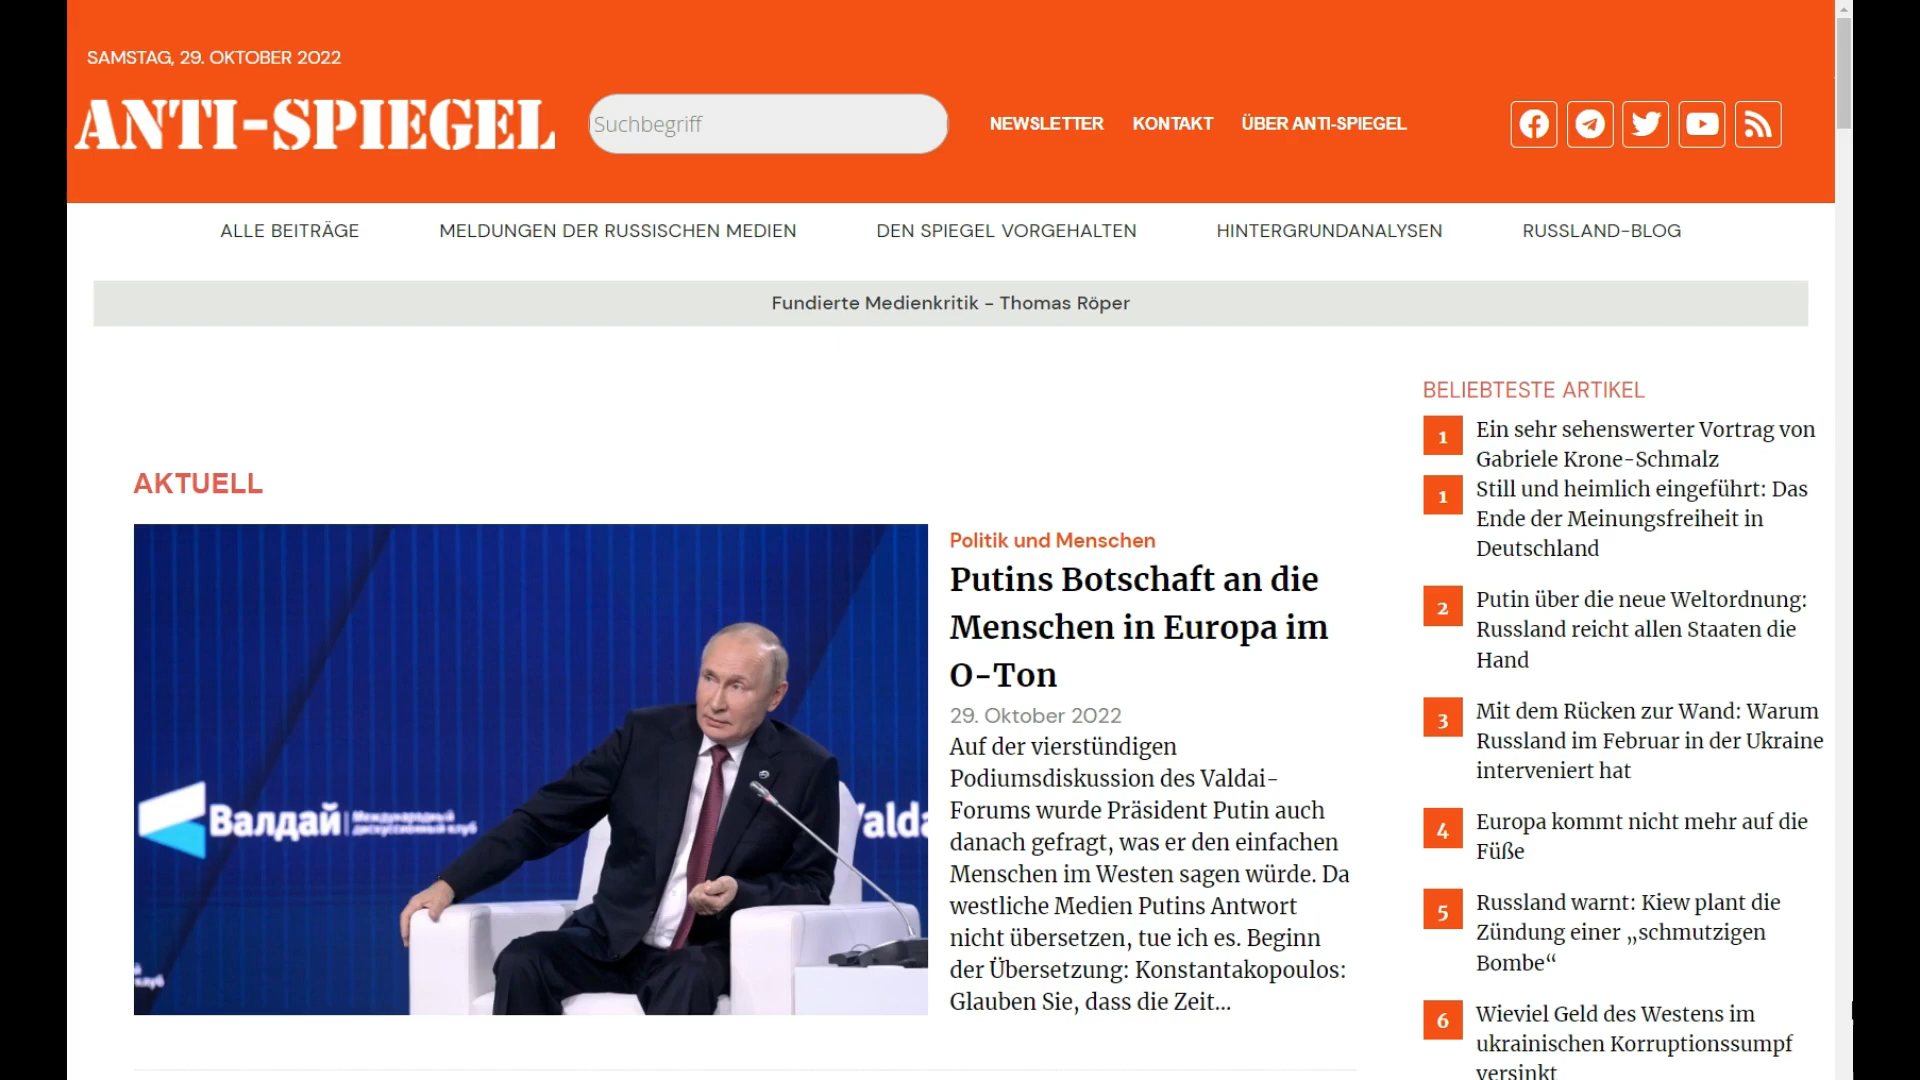 SAMSTAG, 29. OKTOBER 2022
ANTI-SPIEGEL
Suchbegriff
NEWSLETTER
KONTAKT
ÜBER ANTI-SPIEGEL
ALLE BEITRÄGE
MELDUNGEN DER RUSSISCHEN MEDIEN
DEN SPIEGEL VORGEHALTEN
HINTERGRUNDANALYSEN
RUSSLAND-BLOG
Fundierte Medienkritik – Thomas Röper
AKTUELL
Валдай
Международный
дискуссионный клуб
Valda
клуб
Politik und Menschen
Putins Botschaft an die
Menschen in Europa im
O-Ton
29. Oktober 2022
Auf der vierstündigen
Podiumsdiskussion des Valdai-
Forums wurde Präsident Putin auch
danach gefragt, was er den einfachen
Menschen im Westen sagen würde. Da
westliche Medien Putins Antwort
nicht übersetzen, tue ich es. Beginn
der Übersetzung: Konstantakopoulos:
Glauben Sie, dass die Zeit...
BELIEBTESTE ARTIKEL
1 Ein sehr sehenswerter Vortrag von
Gabriele Krone-Schmalz
1 Still und heimlich eingeführt: Das
Ende der Meinungsfreiheit in
Deutschland
2 Putin über die neue Weltordnung:
Russland reicht allen Staaten die
Hand
3 Mit dem Rücken zur Wand: Warum
Russland im Februar in der Ukraine
interveniert hat
4 Europa kommt nicht mehr auf die
Füße
5 Russland warnt: Kiew plant die
Zündung einer „schmutzigen
Bombe“
6 Wieviel Geld des Westens im
ukrainischen Korruptionssumpf
versinkt